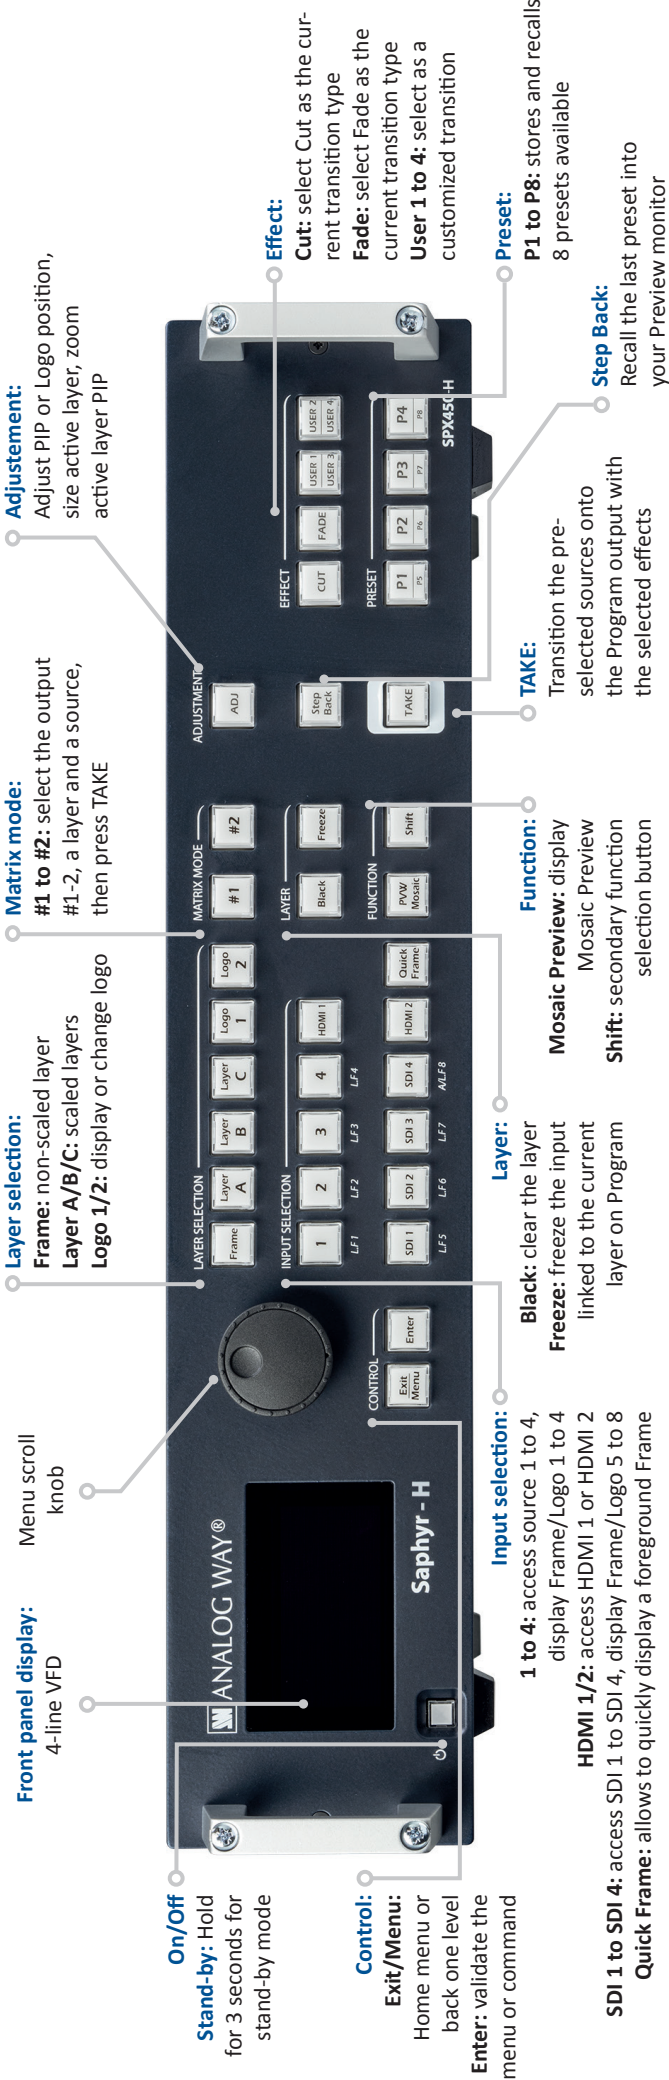 Front panel display:
4-line VFD
Menu scroll
knob
Layer selection:
Frame: non-scaled layer
Layer A/B/C: scaled layers
Logo 1/2: display or change logo
Matrix mode:
#1 to #2: select the output
#1-2, a layer and a source,
then press TAKE
Adjustement:
Adjust PIP or Logo position,
size active layer, zoom
active layer PIP
On/Off
Stand-by: Hold
for 3 seconds for
stand-by mode
Control:
Exit/Menu:
Home menu or
back one level
Enter: validate the
menu or command
ANALOG WAY®
Saphyr - H
CONTROL
Exit
Menu
Enter
LAYER SELECTION
Frame
Layer
A
Layer
B
Layer
C
Logo
1
Logo
2
INPUT SELECTION
1
2
3
4
HDMI 1
L.F 1
L.F 2
L.F 3
L.F 4
SDI 1
SDI 2
SDI 3
SDI 4
HDMI 2
Quick
Frame
L.F 5
L.F 6
L.F 7
A/L.F 8
MATRIX MODE
#1
#2
LAYER
Black
Freeze
FUNCTION
PVW
Mosaic
Shift
ADJUSTMENT
ADJ
Step
Back
TAKE
EFFECT
CUT
FADE
USER 1
USER 3
USER 2
USER 4
PRESET
P1
P5
P2
P6
P3
P7
P4
P8
SPX450-H
Effect:
Cut: select Cut as the cur-
rent transition type
Fade: select Fade as the
current transition type
User 1 to 4: select as a
customized transition
Preset:
P1 to P8: stores and recalls
8 presets available
Step Back:
Recall the last preset into
your Preview monitor
Input selection:
1 to 4: access source 1 to 4,
display Frame/Logo 1 to 4
HDMI 1/2: access HDMI 1 or HDMI 2
SDI 1 to SDI 4: access SDI 1 to SDI 4, display Frame/Logo 5 to 8
Quick Frame: allows to quickly display a foreground Frame
Layer:
Black: clear the layer
Freeze: freeze the input
linked to the current
layer on Program
Function:
Mosaic Preview: display
Mosaic Preview
Shift: secondary function
selection button
TAKE:
Transition the pre-
selected sources onto
the Program output with
the selected effects